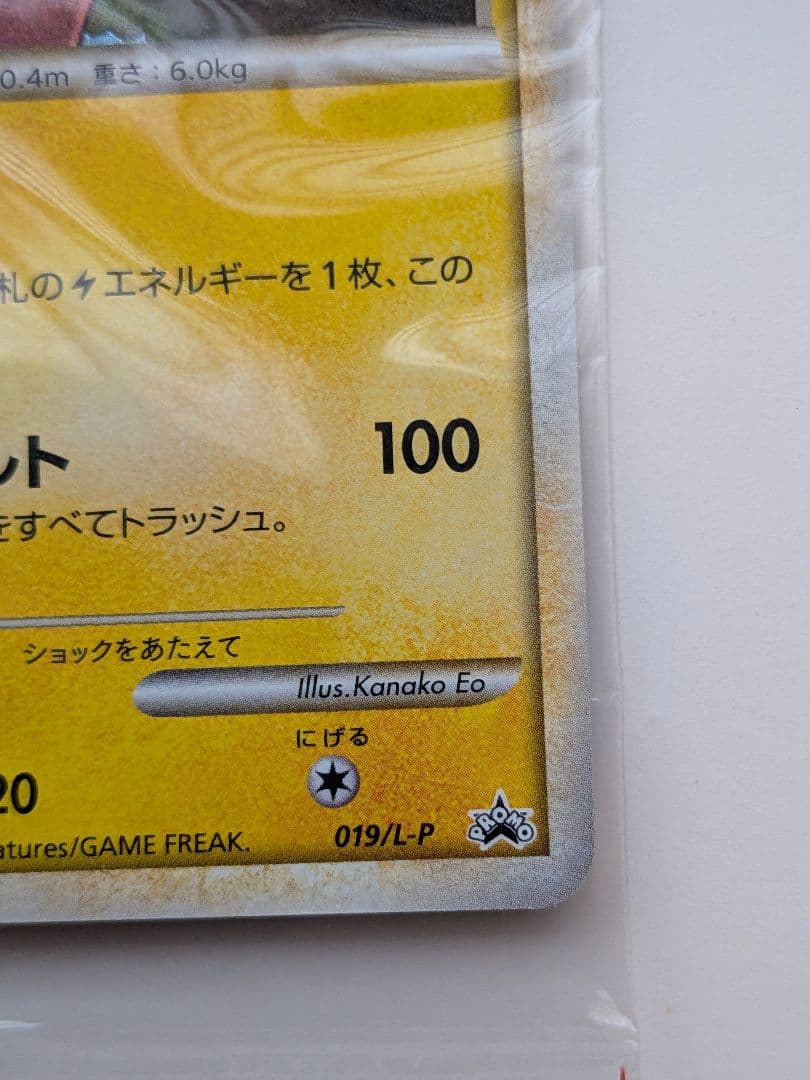 0.4m 重さ：6.0kg
札のエネルギーを1枚、この
ルト 100
をすべてトラッシュ。
ショックをあたえて
Illus.Kanako Eo
にげる
20
019/L-P PROMO
atures/GAME FREAK.